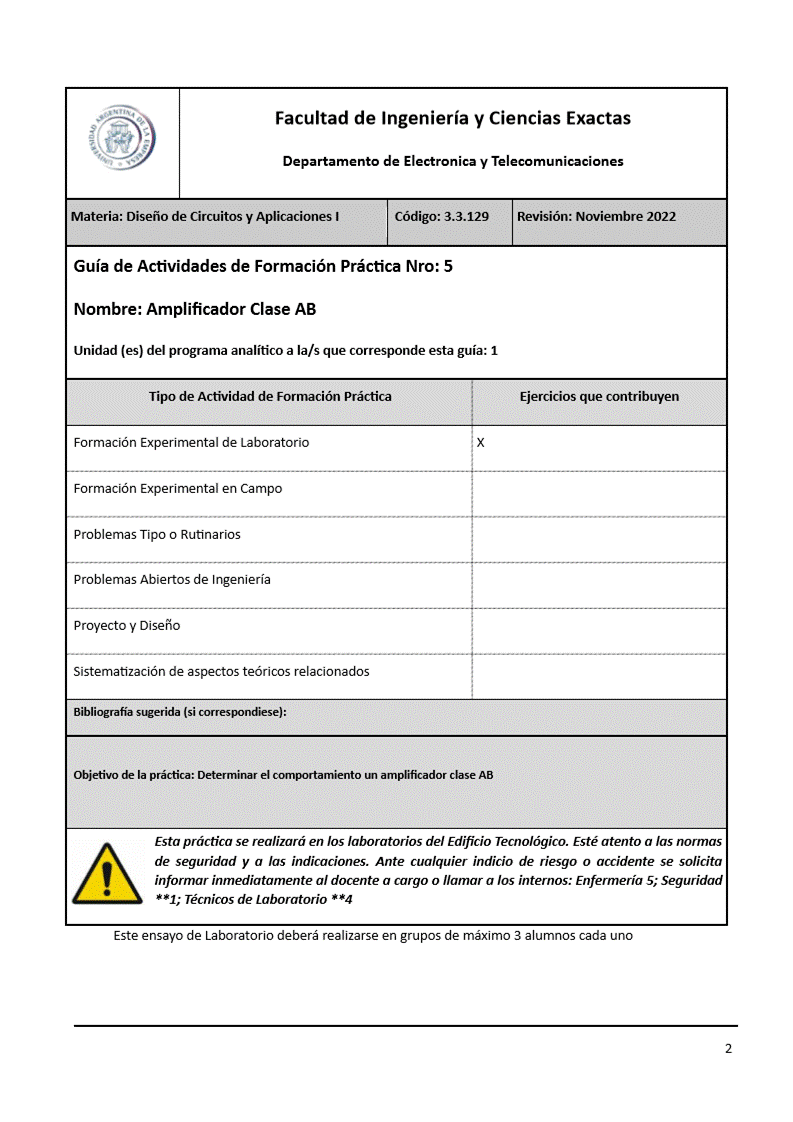 UNIVERSIDAD ARGENTINA DE LA EMPRESA
Facultad de Ingeniería y Ciencias Exactas
Departamento de Electronica y Telecomunicaciones
Materia: Diseño de Circuitos y Aplicaciones I
Código: 3.3.129
Revisión: Noviembre 2022
Guía de Actividades de Formación Práctica Nro: 5
Nombre: Amplificador Clase AB
Unidad (es) del programa analítico a la/s que corresponde esta guía: 1
Tipo de Actividad de Formación Práctica
Ejercicios que contribuyen
Formación Experimental de Laboratorio
X
Formación Experimental en Campo
Problemas Tipo o Rutinarios
Problemas Abiertos de Ingeniería
Proyecto y Diseño
Sistematización de aspectos teóricos relacionados
Bibliografía sugerida (si correspondiese):
Objetivo de la práctica: Determinar el comportamiento un amplificador clase AB
Esta práctica se realizará en los laboratorios del Edificio Tecnológico. Esté atento a las normas
de seguridad y a las indicaciones. Ante cualquier indicio de riesgo o accidente se solicita
informar inmediatamente al docente a cargo o llamar a los internos: Enfermería 5; Seguridad
**1; Técnicos de Laboratorio **4
Este ensayo de Laboratorio deberá realizarse en grupos de máximo 3 alumnos cada uno
2